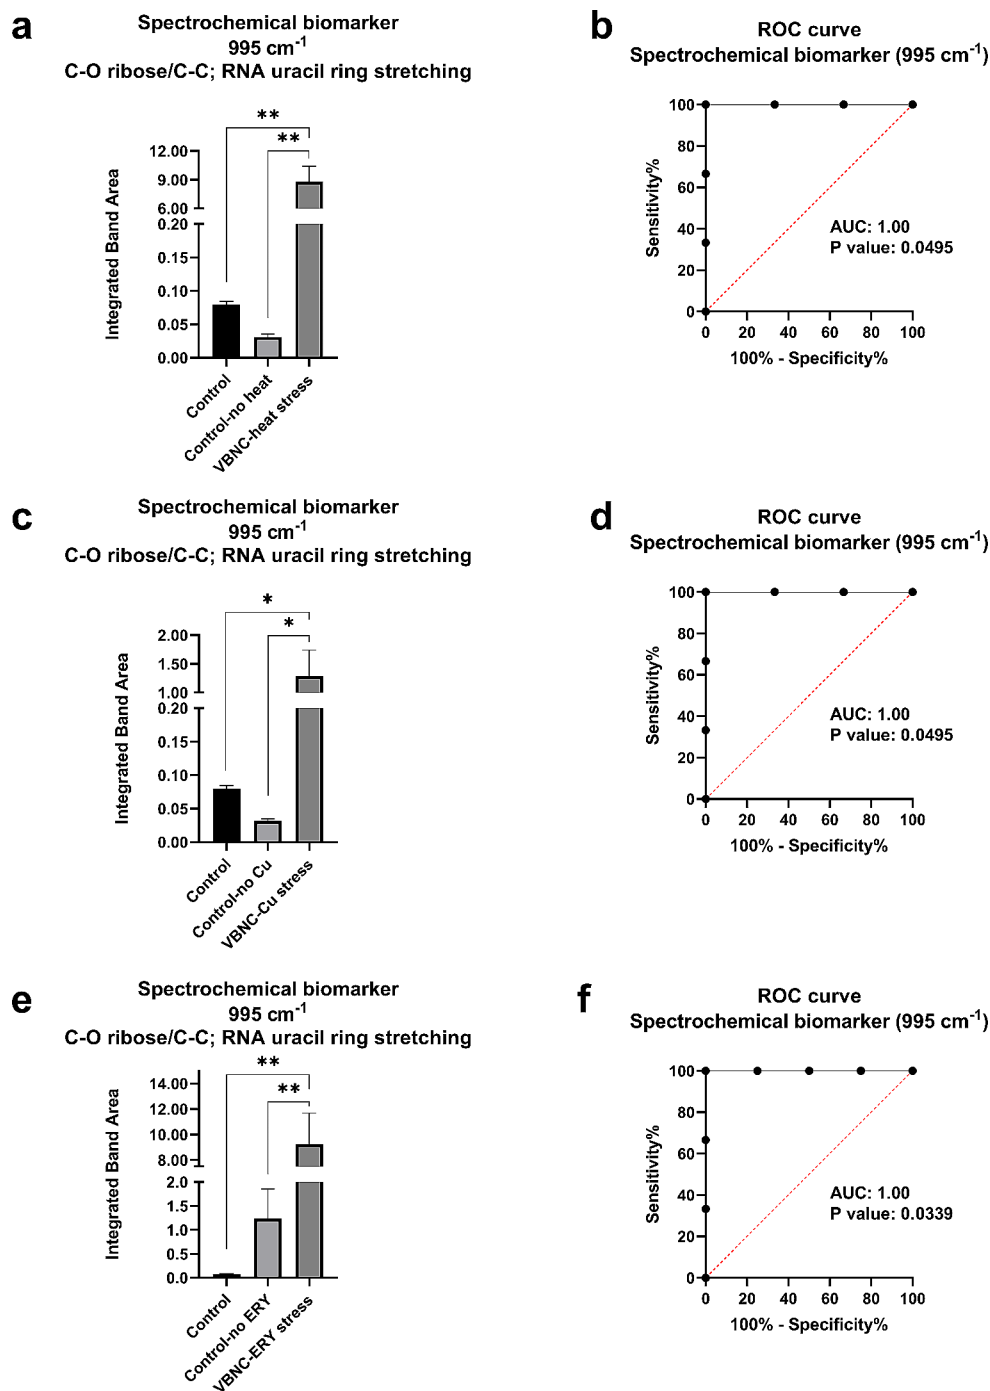 a
Spectrochemical biomarker
995 cm⁻¹
C-O ribose/C-C; RNA uracil ring stretching
**
**
12.00
9.00
6.00
0.20
0.15
0.10
0.05
0.00
Integrated Band Area
Control
Control-no heat
VBNC-heat stress
b
ROC curve
Spectrochemical biomarker (995 cm⁻¹)
100
80
60
40
20
0
Sensitivity%
AUC: 1.00
P value: 0.0495
0 20 40 60 80 100
100% - Specificity%
c
Spectrochemical biomarker
995 cm⁻¹
C-O ribose/C-C; RNA uracil ring stretching
*
*
2.00
1.50
1.00
0.20
0.15
0.10
0.05
0.00
Integrated Band Area
Control
Control-no Cu
VBNC-Cu stress
d
ROC curve
Spectrochemical biomarker (995 cm⁻¹)
100
80
60
40
20
0
Sensitivity%
AUC: 1.00
P value: 0.0495
0 20 40 60 80 100
100% - Specificity%
e
Spectrochemical biomarker
995 cm⁻¹
C-O ribose/C-C; RNA uracil ring stretching
**
**
14.00
12.00
10.00
8.00
2.0
1.5
1.0
0.5
0.0
Integrated Band Area
Control
Control-no ERY
VBNC-ERY stress
f
ROC curve
Spectrochemical biomarker (995 cm⁻¹)
100
80
60
40
20
0
Sensitivity%
AUC: 1.00
P value: 0.0339
0 20 40 60 80 100
100% - Specificity%